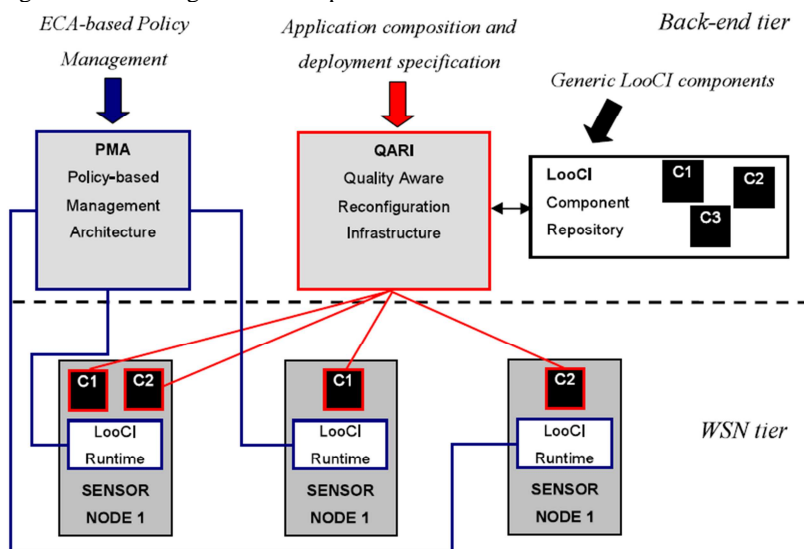 ECA-based Policy
Management
Application composition and
deployment specification
Back-end tier
Generic LooCI components
PMA
Policy-based
Management
Architecture
QARI
Quality Aware
Reconfiguration
Infrastructure
LooCI
Component
Repository
C1
C2
C3
C1
C2
LooCI
Runtime
SENSOR
NODE 1
C1
LooCI
Runtime
SENSOR
NODE 1
C2
LooCI
Runtime
SENSOR
NODE 1
WSN tier